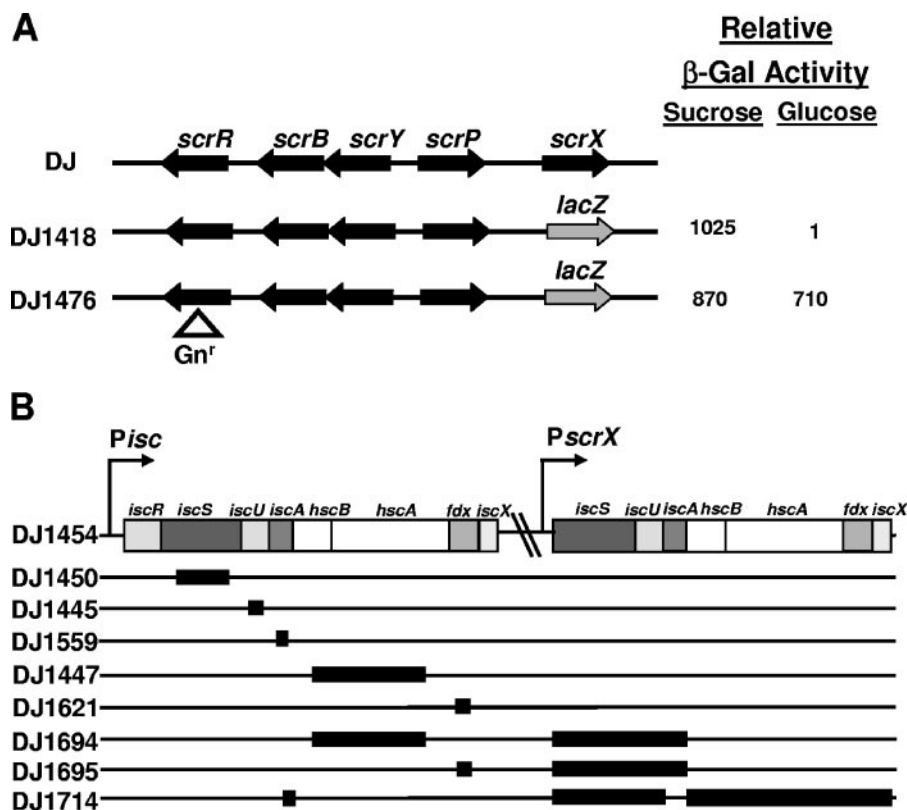 A
Relative
β-Gal Activity
Sucrose Glucose
scrR scrB scrY scrP scrX
DJ
lacZ
DJ1418 1025 1
lacZ
DJ1476 870 710
Gnʳ
B
Pisc PscrX
iscR iscS iscU iscA hscB hscA fdx iscX iscS iscU iscA hscB hscA fdx iscX
DJ1454
DJ1450
DJ1445
DJ1559
DJ1447
DJ1621
DJ1694
DJ1695
DJ1714